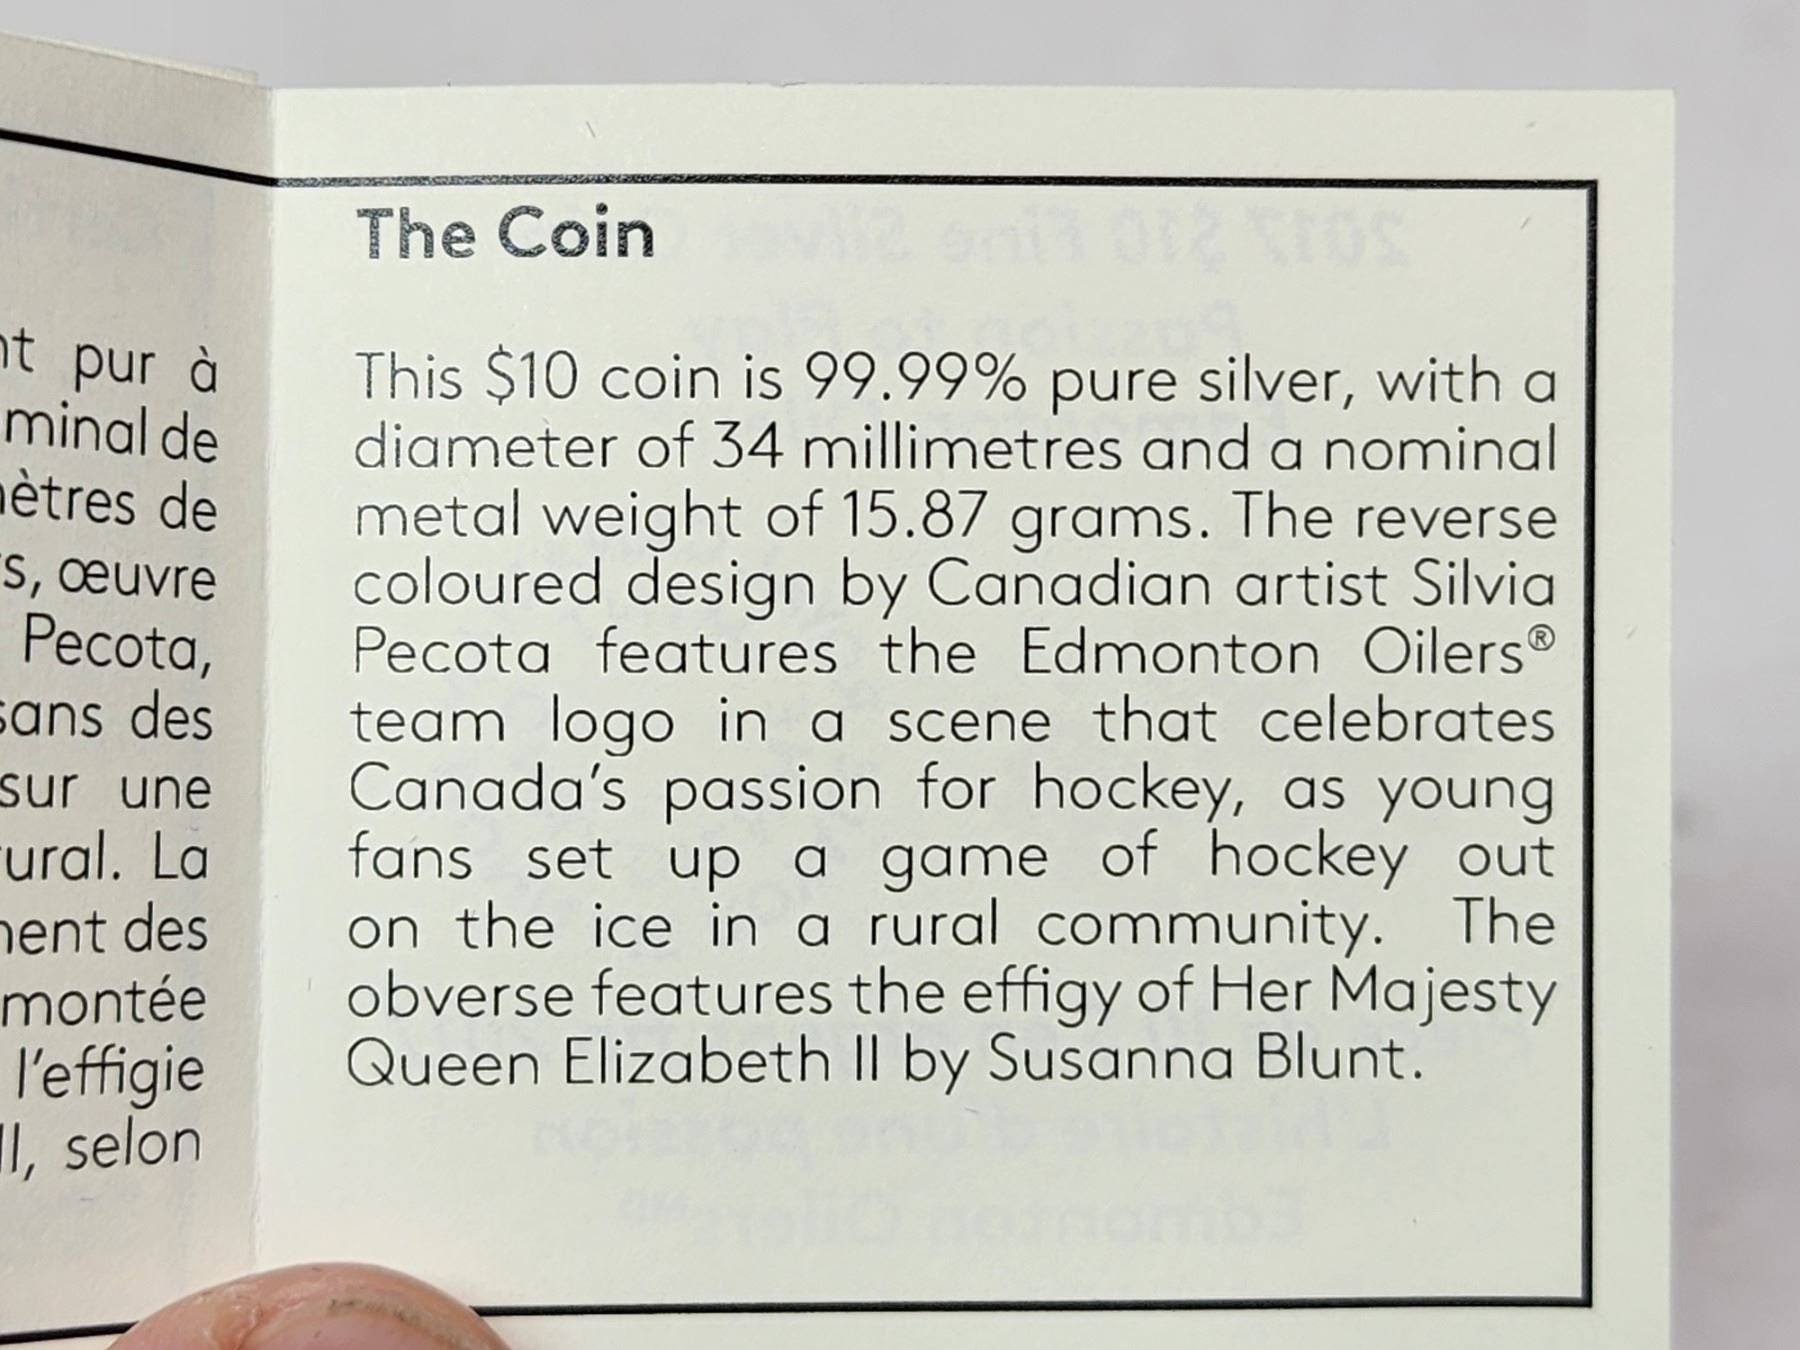 nt pur à
minal de
ètres de
s, œuvre
Pecota,
sans des
sur une
ural. La
ment des
montée
l'effigie
II, selon
The Coin
This $10 coin is 99.99% pure silver, with a
diameter of 34 millimetres and a nominal
metal weight of 15.87 grams. The reverse
coloured design by Canadian artist Silvia
Pecota features the Edmonton Oilers®
team logo in a scene that celebrates
Canada's passion for hockey, as young
fans set up a game of hockey out
on the ice in a rural community. The
obverse features the effigy of Her Majesty
Queen Elizabeth II by Susanna Blunt.